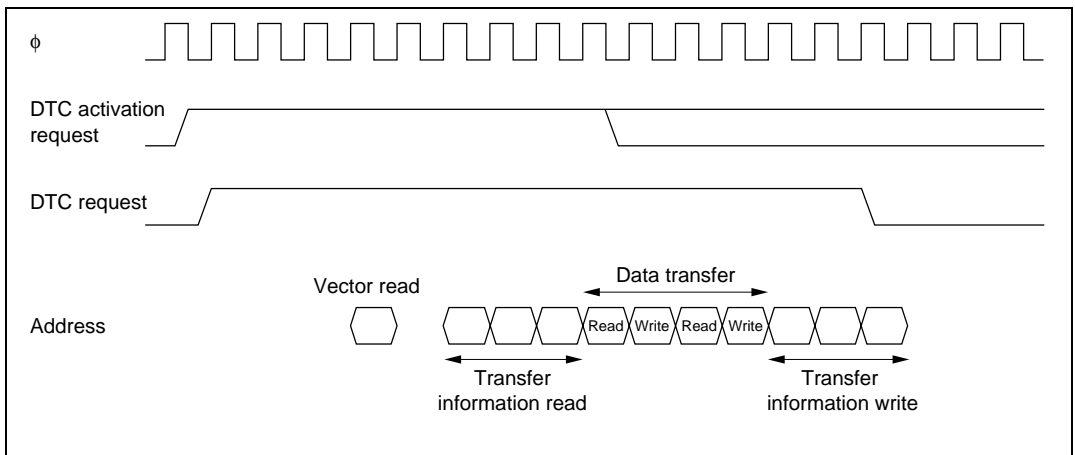 ϕ
DTC activation
request
DTC request
Data transfer
Vector read
Address
Read Write Read Write
Transfer
information read
Transfer
information write